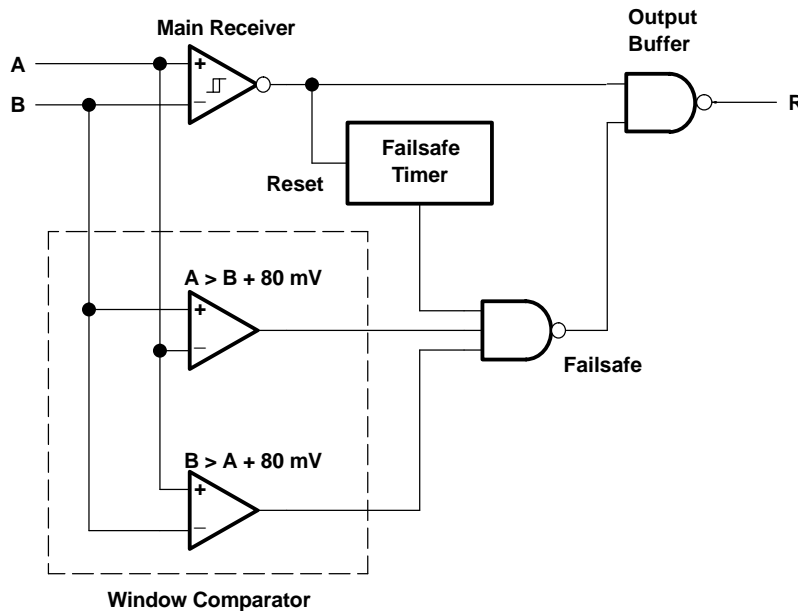 Output
Buffer
Main Receiver
A
+
B
–
R
Failsafe
Timer
Reset
A > B + 80 mV
+
–
Failsafe
B > A + 80 mV
+
–
Window Comparator